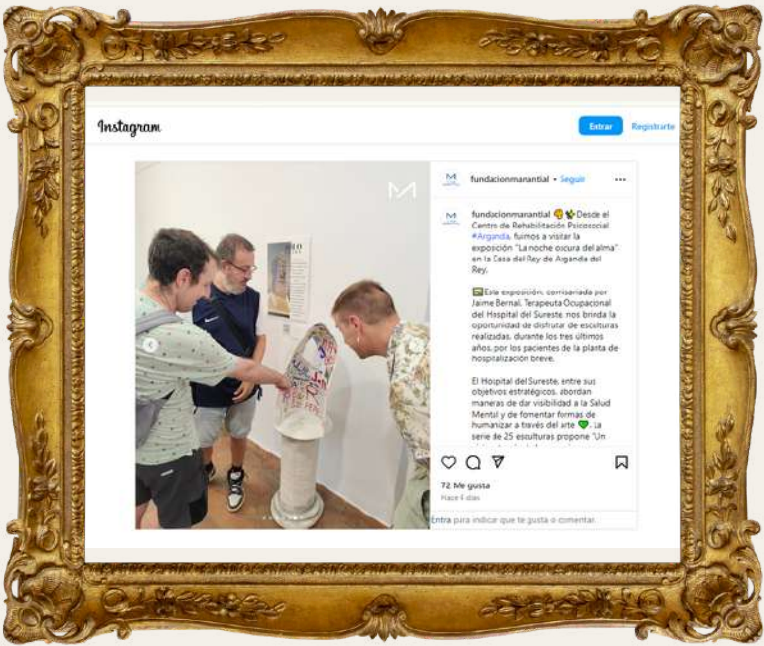 Instagram
Entrar
Registrarte
fundacionmanantial • Seguir
fundacionmanantial Desde el
Centro de Rehabilitación Psicosocial
#Arganda, fuimos a visitar la
exposición "La noche oscura del alma"
en la Casa del Rey de Arganda del
Rey.
Esta exposición, comisariada por
Jaime Bernal, Terapeuta Ocupacional
del Hospital del Sureste, nos brinda la
oportunidad de disfrutar de esculturas
realizadas, durante los tres últimos
años, por los pacientes de la planta de
hospitalización breve.
El Hospital del Sureste, entre sus
objetivos estratégicos, abordan
maneras de dar visibilidad a la Salud
Mental y de fomentar formas de
humanizar a través del arte 💚. La
serie de 25 esculturas propone "Un
72 Me gusta
Hace 4 días
Entra para indicar que te gusta o comentar.